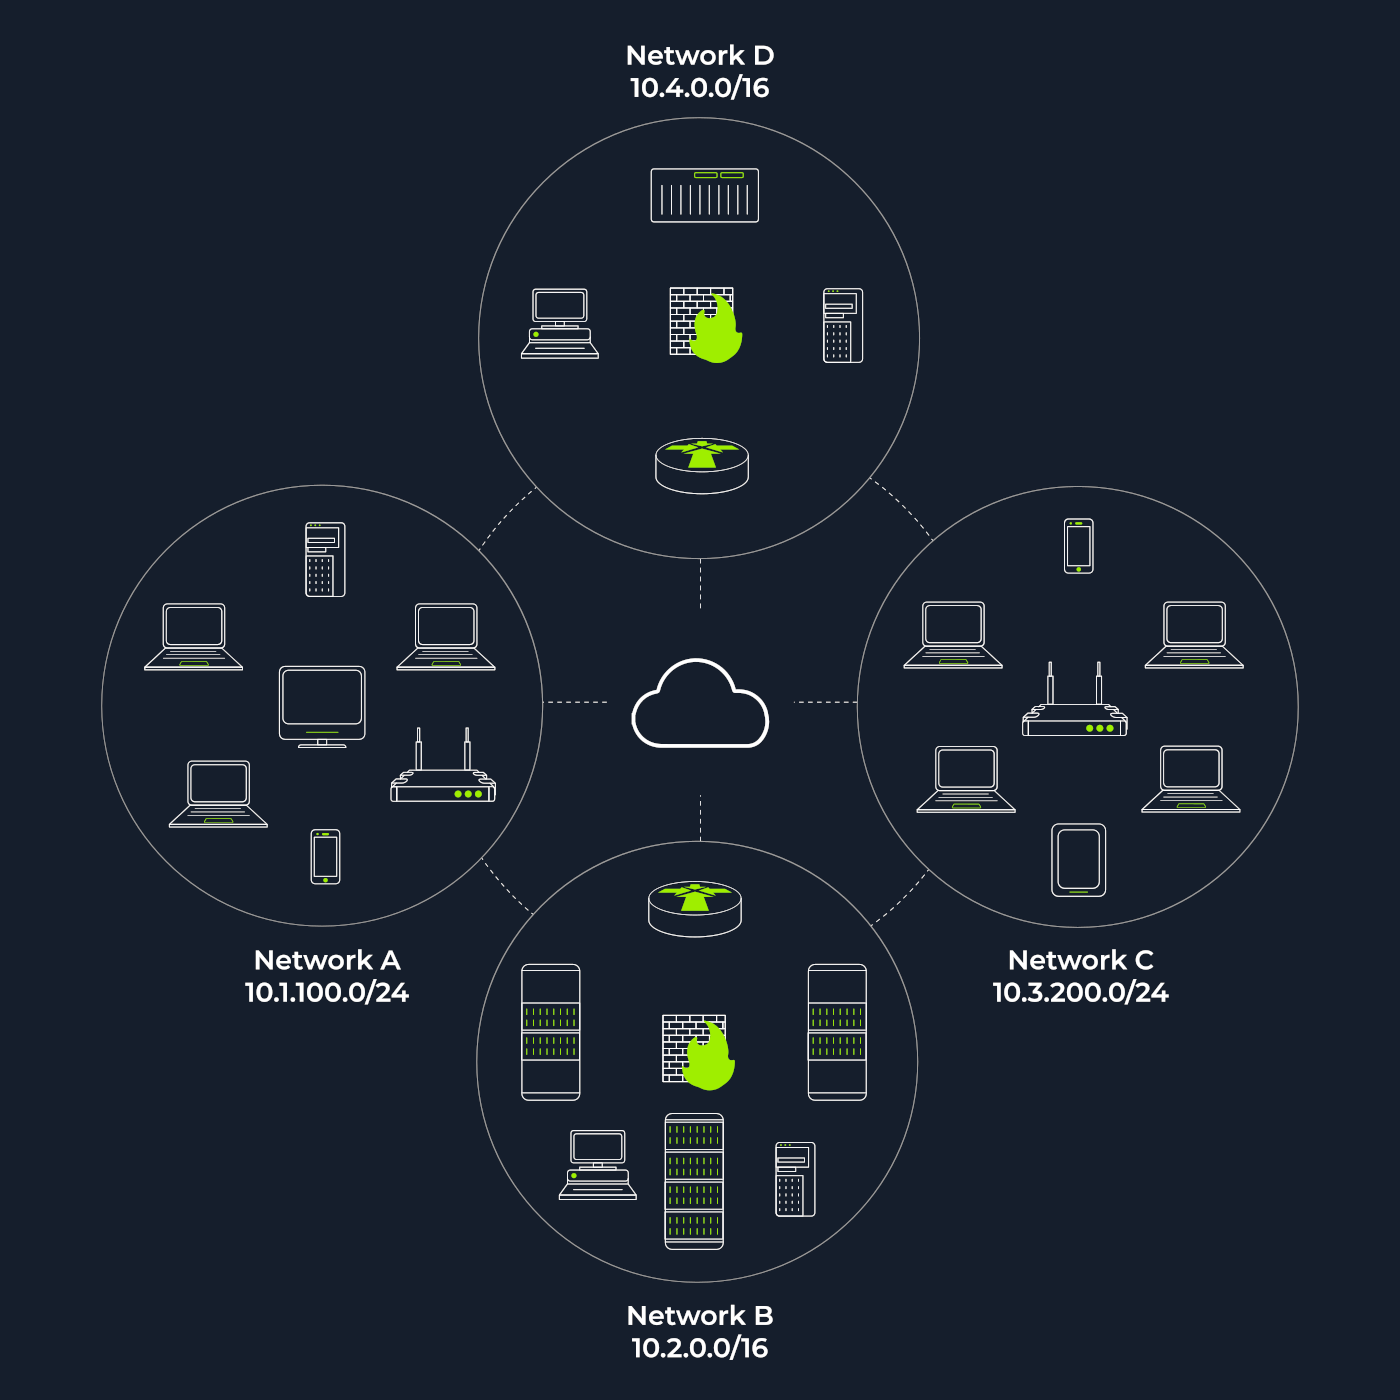 Network D
10.4.0.0/16
Network A
10.1.100.0/24
Network C
10.3.200.0/24
Network B
10.2.0.0/16